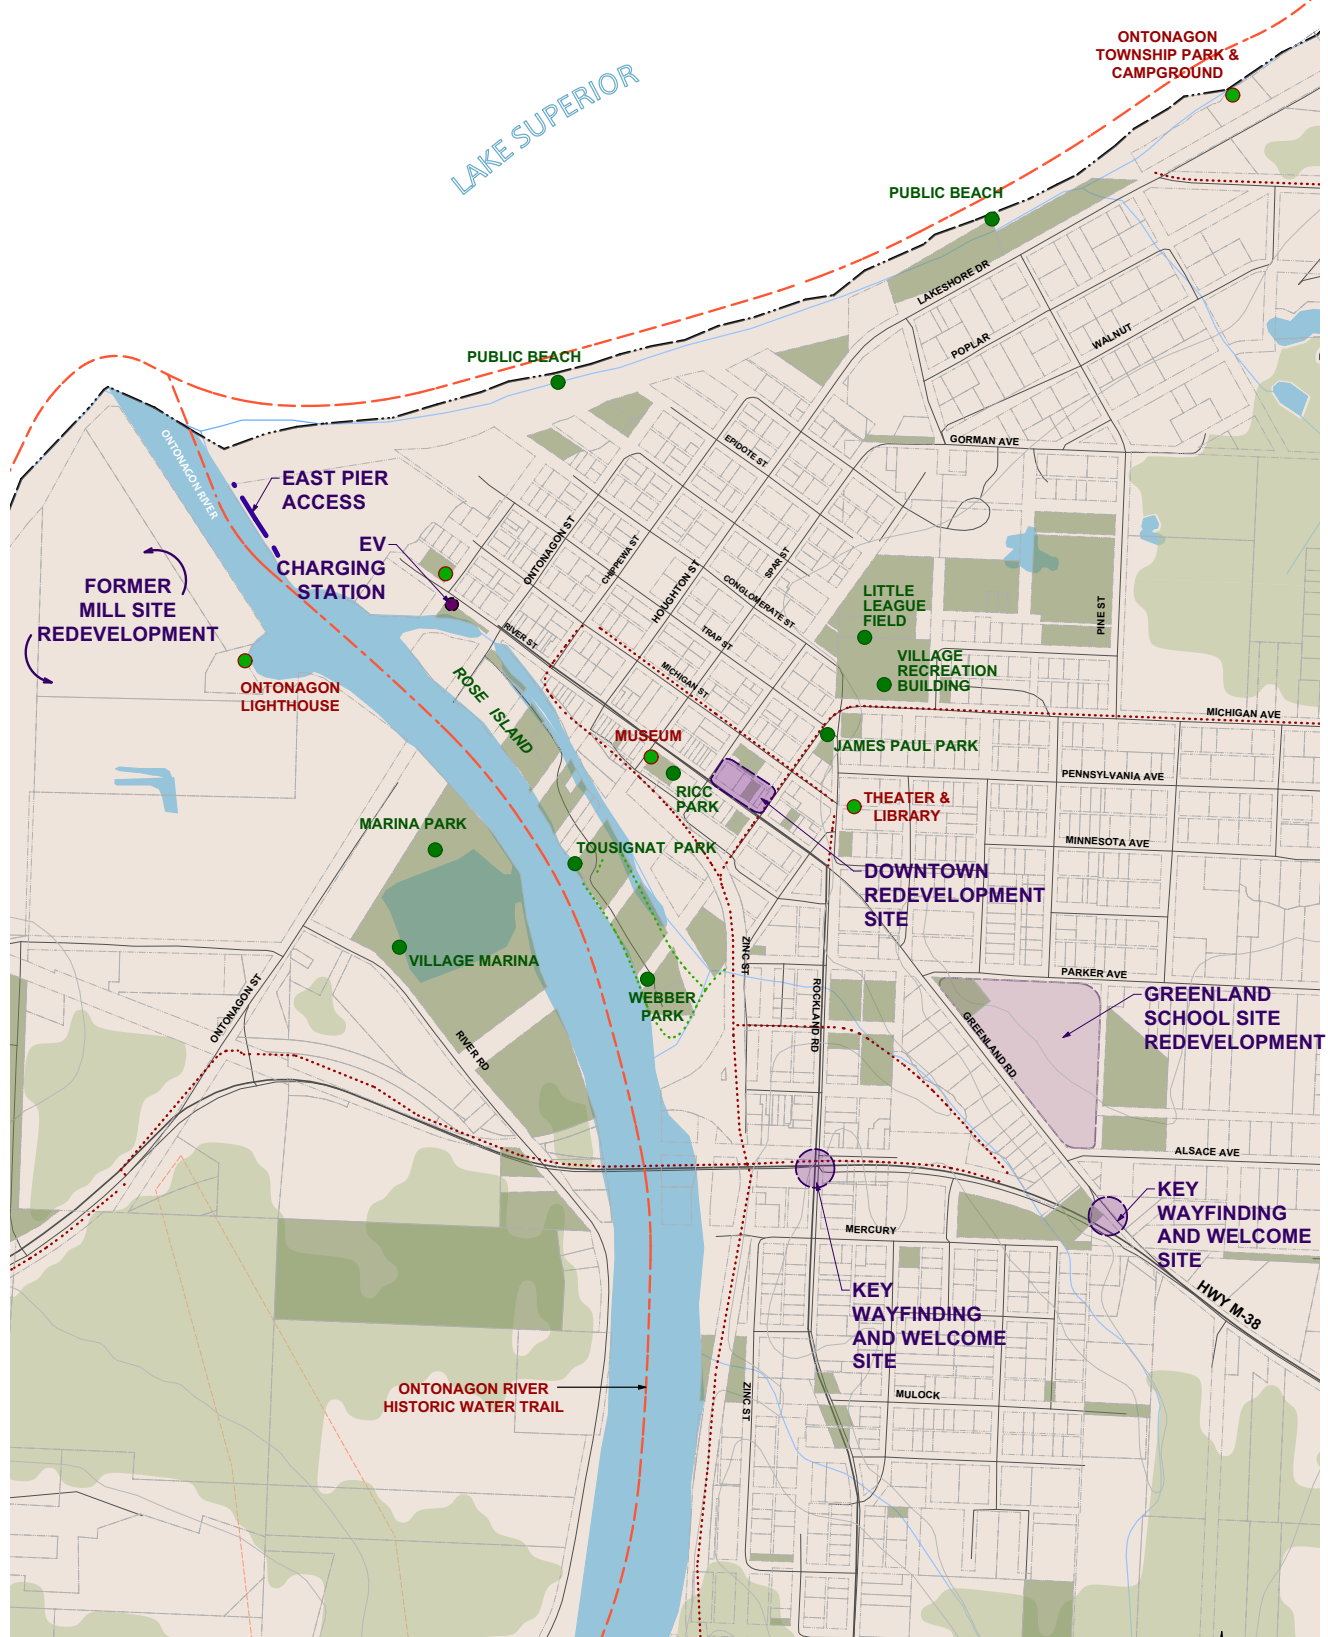 ONTONAGON
TOWNSHIP PARK &
CAMPGROUND
LAKE SUPERIOR
PUBLIC BEACH
LAKESHORE DR
POPLAR
WALNUT
PUBLIC BEACH
GORMAN AVE
EPIDOTE ST
ONTONAGON RIVER
EAST PIER
ACCESS
EV
CHARGING
STATION
ONTONAGON ST
CHIPPEWA ST
HOUGHTON ST
SPAR ST
CONGLOMERATE ST
TRAP ST
MICHIGAN ST
RIVER ST
FORMER
MILL SITE
REDEVELOPMENT
LITTLE
LEAGUE
FIELD
PINE ST
VILLAGE
RECREATION
BUILDING
ONTONAGON
LIGHTHOUSE
ROSE ISLAND
MICHIGAN AVE
MUSEUM
JAMES PAUL PARK
RICC
PARK
PENNSYLVANIA AVE
THEATER &
LIBRARY
MARINA PARK
TOUSIGNAT PARK
MINNESOTA AVE
DOWNTOWN
REDEVELOPMENT
SITE
VILLAGE MARINA
ZINC ST
PARKER AVE
WEBBER
PARK
ROCKLAND RD
GREENLAND RD
GREENLAND
SCHOOL SITE
REDEVELOPMENT
ONTONAGON ST
RIVER RD
ALSACE AVE
KEY
WAYFINDING
AND WELCOME
SITE
MERCURY
KEY
WAYFINDING
AND WELCOME
SITE
HWY M-38
ONTONAGON RIVER
HISTORIC WATER TRAIL
ZINC ST
MULOCK